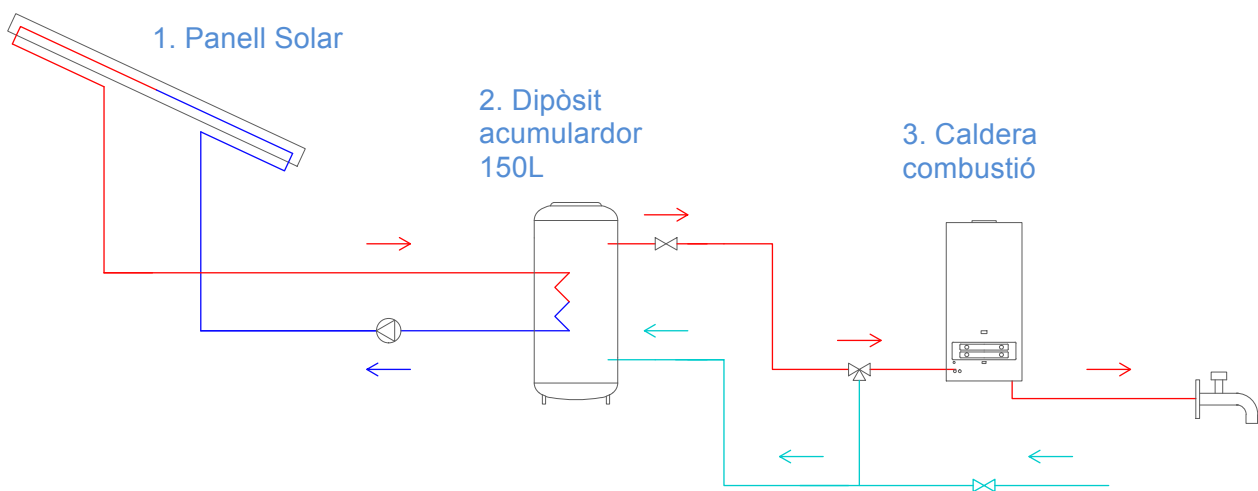 1. Panell Solar
2. Dipòsit
acumulardor
150L
3. Caldera
combustió